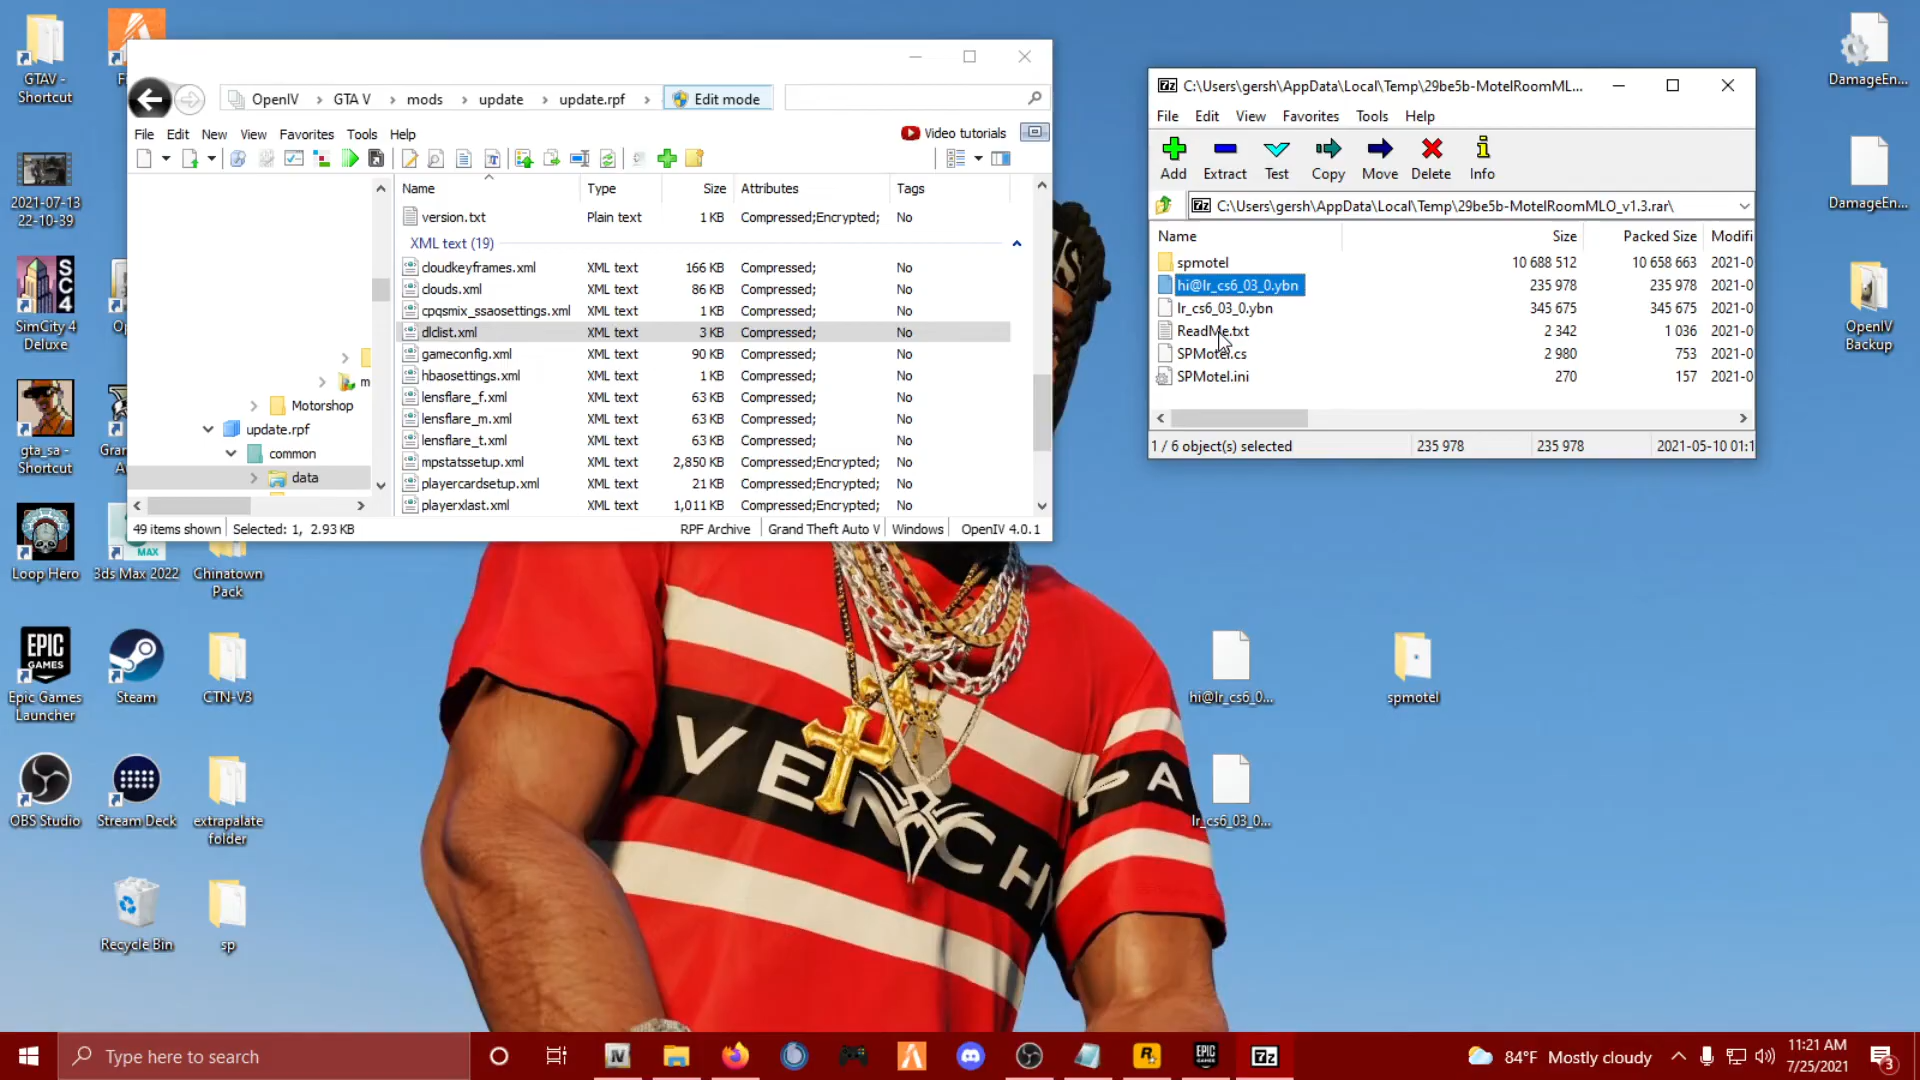 GTAV -
Shortcut
2021-07-13
22-10-39
SimCity 4
Deluxe
gta_sa -
Shortcut
Loop Hero
3ds Max 2022
Chinatown
Pack
Epic Games
Launcher
Steam
CTN-V3
OBS Studio
Stream Deck
extrapalate
folder
Recycle Bin
sp
OpenIV
GTA V
mods
update
update.rpf
Edit mode
File
Edit
New
View
Favorites
Tools
Help
Video tutorials
Motorshop
update.rpf
common
data
Name
Type
Size
Attributes
Tags
version.txt Plain text 1 KB Compressed;Encrypted; No
XML text (19)
cloudkeyframes.xml XML text 166 KB Compressed; No
clouds.xml XML text 86 KB Compressed; No
cpqsmix_ssaosettings.xml XML text 1 KB Compressed; No
dlclist.xml XML text 3 KB Compressed; No
gameconfig.xml XML text 90 KB Compressed; No
hbaosettings.xml XML text 1 KB Compressed; No
lensflare_f.xml XML text 63 KB Compressed; No
lensflare_m.xml XML text 63 KB Compressed; No
lensflare_t.xml XML text 63 KB Compressed; No
mpstatssetup.xml XML text 2,850 KB Compressed;Encrypted; No
playercardsetup.xml XML text 21 KB Compressed;Encrypted; No
playerxlast.xml XML text 1,011 KB Compressed;Encrypted; No
49 items shown
Selected: 1, 2.93 KB
RPF Archive
Grand Theft Auto V
Windows
OpenIV 4.0.1
C:\Users\gersh\AppData\Local\Temp\29be5b-MotelRoomML...
File Edit View Favorites Tools Help
Add Extract Test Copy Move Delete Info
C:\Users\gersh\AppData\Local\Temp\29be5b-MotelRoomMLO_v1.3.rar\
Name Size Packed Size Modifi
spmotel 10 688 512 10 658 663 2021-0
hi@lr_cs6_03_0.ybn 235 978 235 978 2021-0
lr_cs6_03_0.ybn 345 675 345 675 2021-0
ReadMe.txt 2 342 1 036 2021-0
SPMotel.cs 2 980 753 2021-0
SPMotel.ini 270 157 2021-0
1 / 6 object(s) selected 235 978 235 978 2021-05-10 01:1
DamageEn...
DamageEn...
OpenIV
Backup
hi@lr_cs6_0...
spmotel
lr_cs6_03_0...
Type here to search
84°F Mostly cloudy
11:21 AM
7/25/2021
3